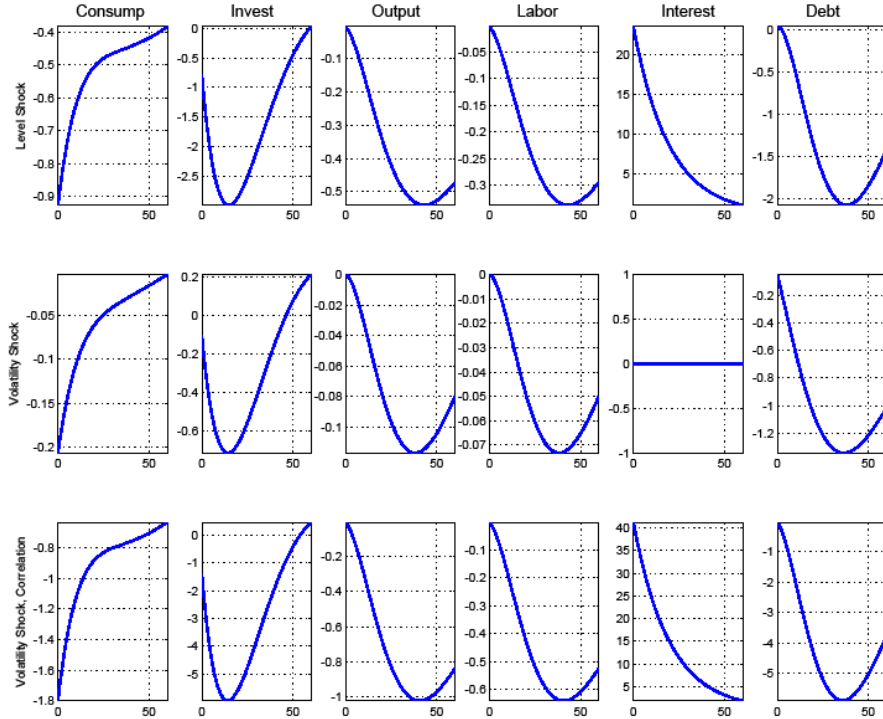 Consump Invest Output Labor Interest Debt
Level Shock
-0.4 -0.5 -0.6 -0.7 -0.8 -0.9 0 50
0 -0.5 -1 -1.5 -2 -2.5 0 50
-0.1 -0.2 -0.3 -0.4 -0.5 0 50
-0.05 -0.1 -0.15 -0.2 -0.25 -0.3 0 50
20 15 10 5 0 50
0 -0.5 -1 -1.5 -2 0 50
Volatility Shock
-0.05 -0.1 -0.15 -0.2 0 50
0.2 0 -0.2 -0.4 -0.6 0 50
0 -0.02 -0.04 -0.06 -0.08 -0.1 0 50
0 -0.01 -0.02 -0.03 -0.04 -0.05 -0.06 -0.07 0 50
1 0.5 0 -0.5 -1 0 50
-0.2 -0.4 -0.6 -0.8 -1 -1.2 0 50
Volatility Shock, Correlation
-0.8 -1 -1.2 -1.4 -1.6 -1.8 0 50
0 -1 -2 -3 -4 -5 0 50
-0.2 -0.4 -0.6 -0.8 -1 0 50
-0.1 -0.2 -0.3 -0.4 -0.5 -0.6 0 50
40 35 30 25 20 15 10 5 0 50
-1 -2 -3 -4 -5 0 50